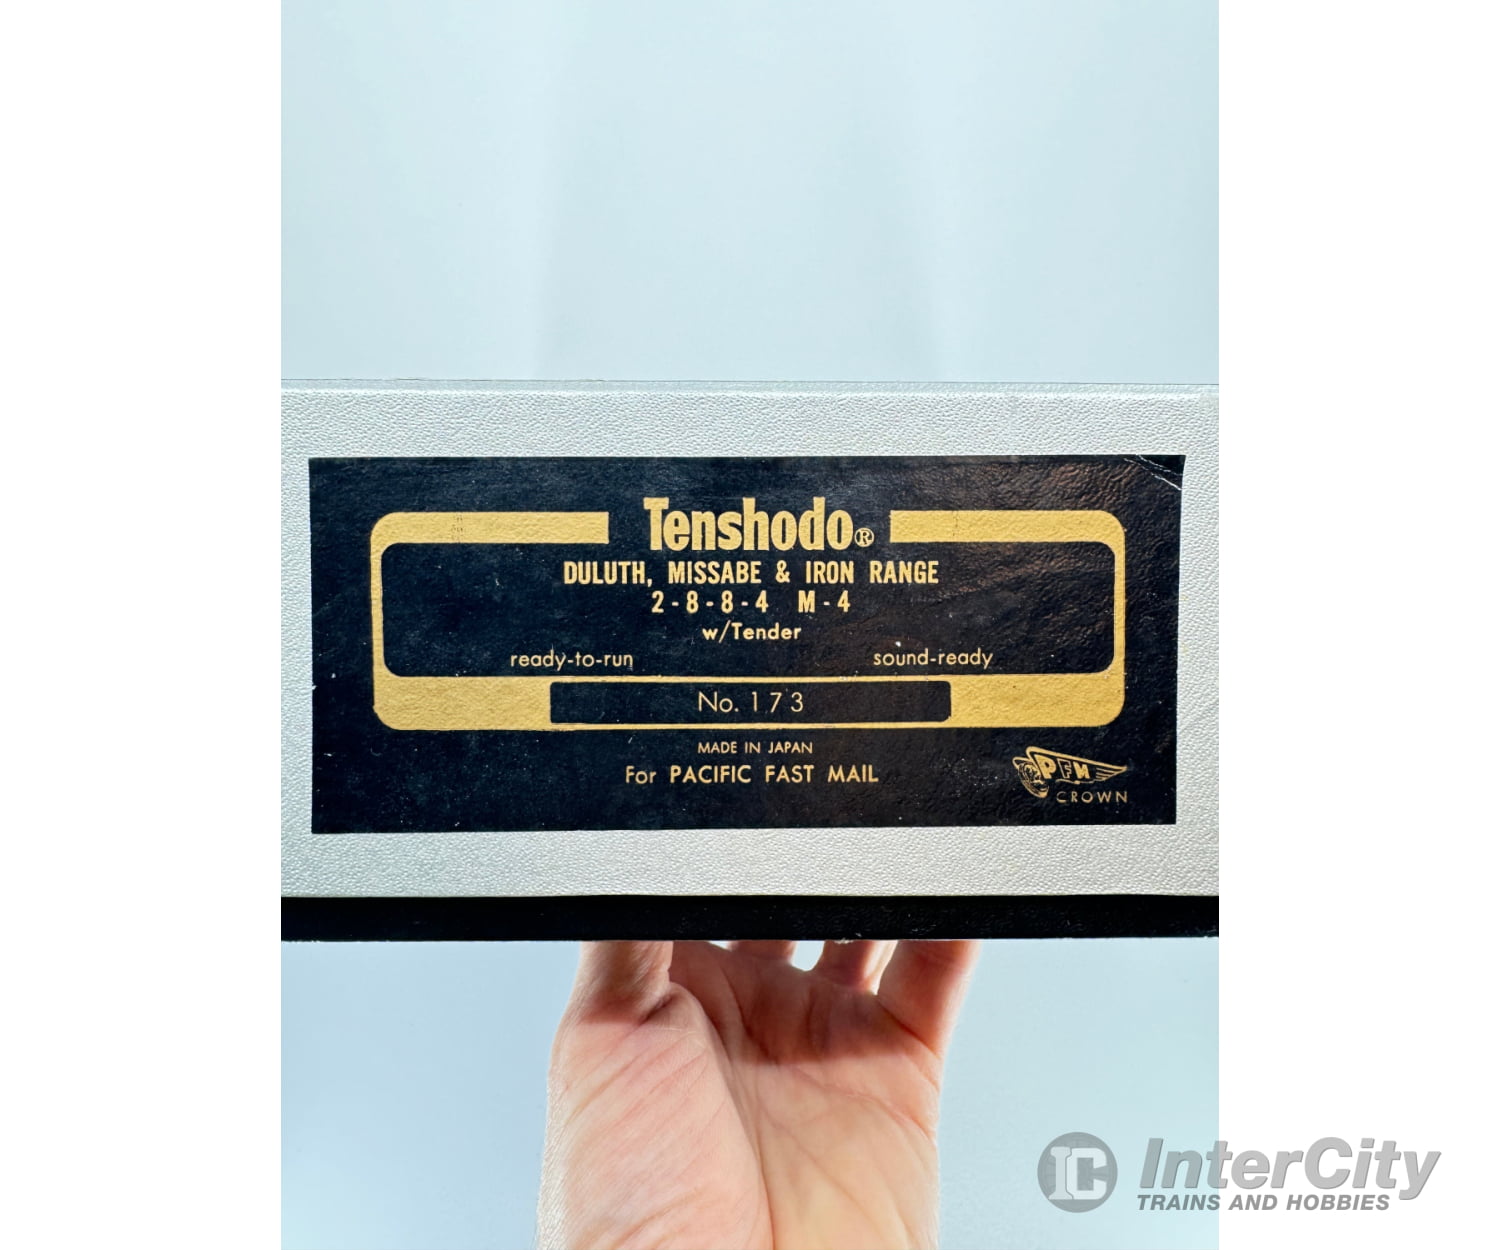 Tenshodo®
DULUTH, MISSABE & IRON RANGE
2-8-8-4 M-4
w/Tender
ready-to-run sound-ready
No. 173
MADE IN JAPAN
For PACIFIC FAST MAIL
PFM
CROWN
IC InterCity
TRAINS AND HOBBIES